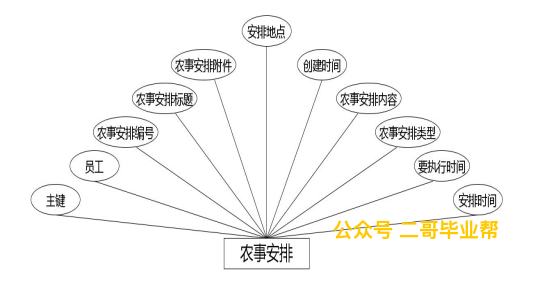 安排地点
农事安排附件
创建时间
农事安排标题
农事安排内容
农事安排编号
农事安排类型
员工
要执行时间
主键
安排时间
公众号 二哥毕业帮
农事安排